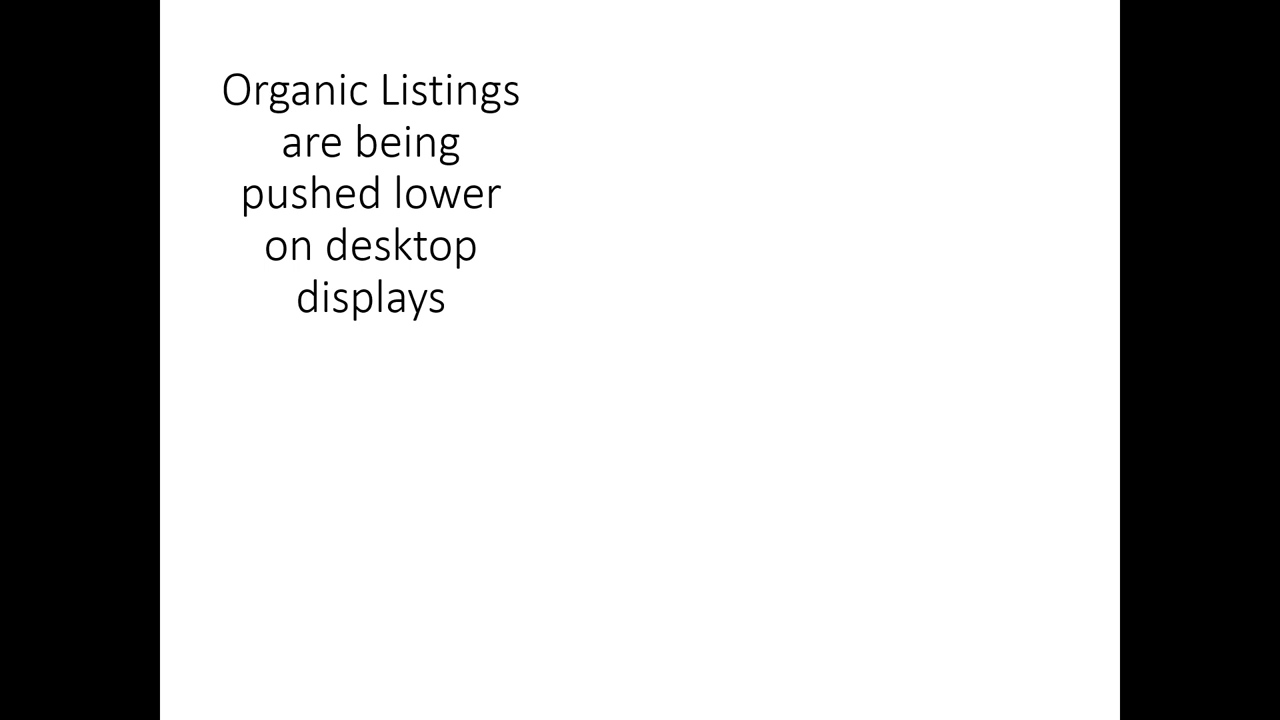 Organic Listings
are being
pushed lower
on desktop
displays